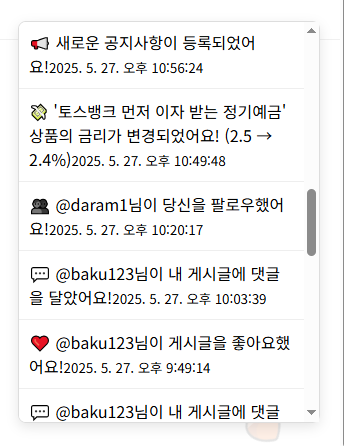 📢 새로운 공지사항이 등록되었어
요!2025. 5. 27. 오후 10:56:24
💸 '토스뱅크 먼저 이자 받는 정기예금'
상품의 금리가 변경되었어요! (2.5 →
2.4%)2025. 5. 27. 오후 10:49:48
👥 @daram1님이 당신을 팔로우했어
요!2025. 5. 27. 오후 10:20:17
💬 @baku123님이 내 게시글에 댓글
을 달았어요!2025. 5. 27. 오후 10:03:39
❤️ @baku123님이 게시글을 좋아요했
어요!2025. 5. 27. 오후 9:49:14
💬 @baku123님이 내 게시글에 댓글